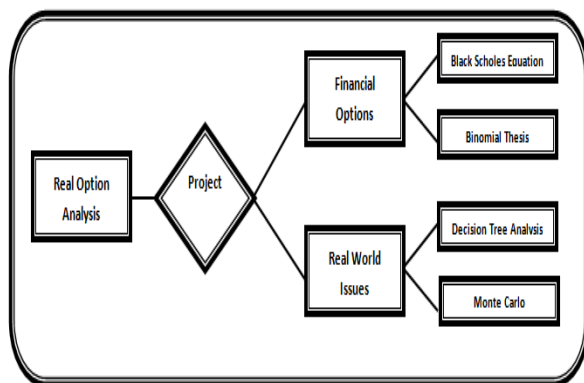 Real Option
Analysis
Project
Financial
Options
Black Scholes Equation
Binomial Thesis
Real World
Issues
Decision Tree Analysis
Monte Carlo